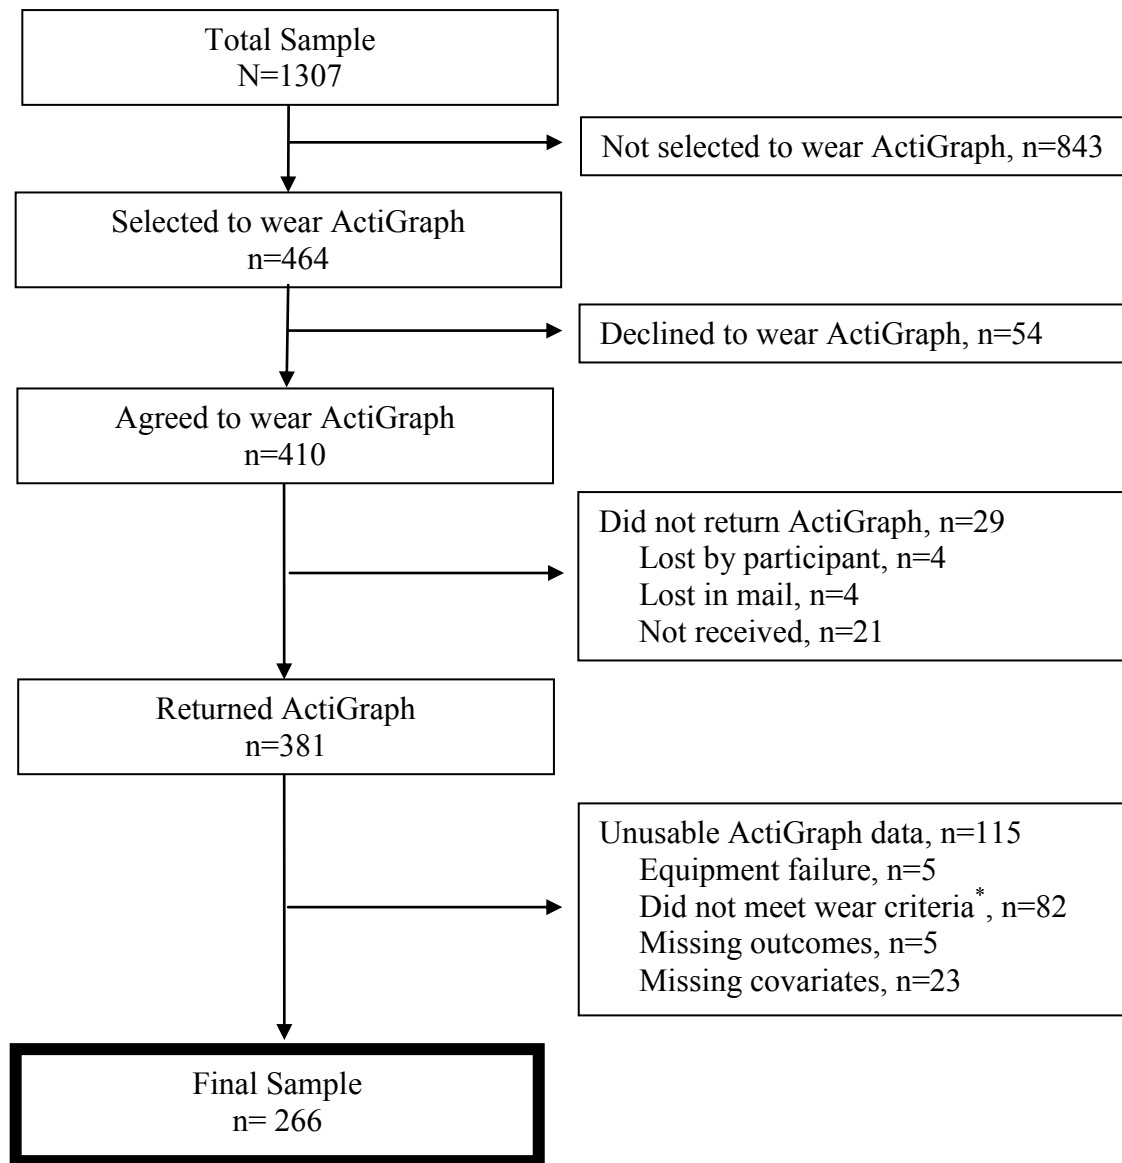 Total Sample
N=1307
Not selected to wear ActiGraph, n=843
Selected to wear ActiGraph
n=464
Declined to wear ActiGraph, n=54
Agreed to wear ActiGraph
n=410
Did not return ActiGraph, n=29
Lost by participant, n=4
Lost in mail, n=4
Not received, n=21
Returned ActiGraph
n=381
Unusable ActiGraph data, n=115
Equipment failure, n=5
Did not meet wear criteria*, n=82
Missing outcomes, n=5
Missing covariates, n=23
Final Sample
n= 266